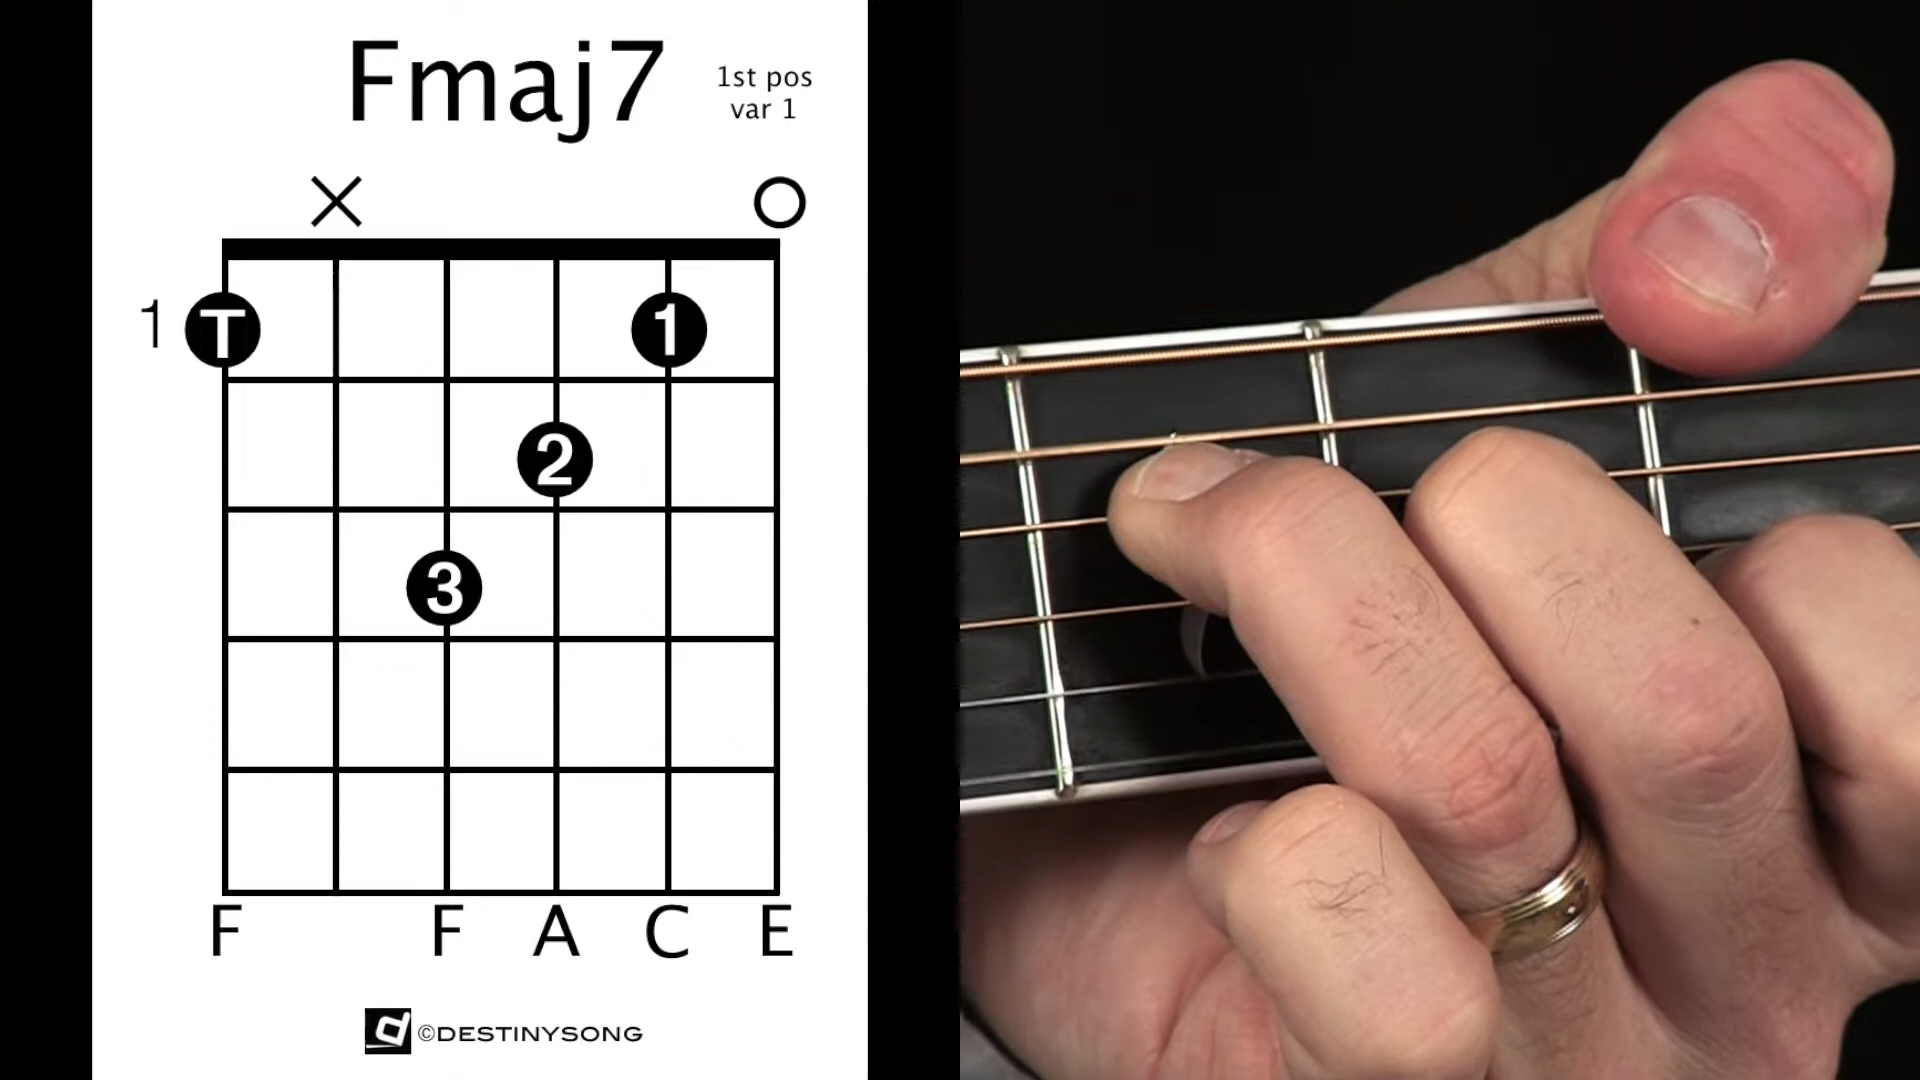 Fmaj7
1st pos
var 1
1 T 1
2
3
F F A C E
d ©DESTINYSONG